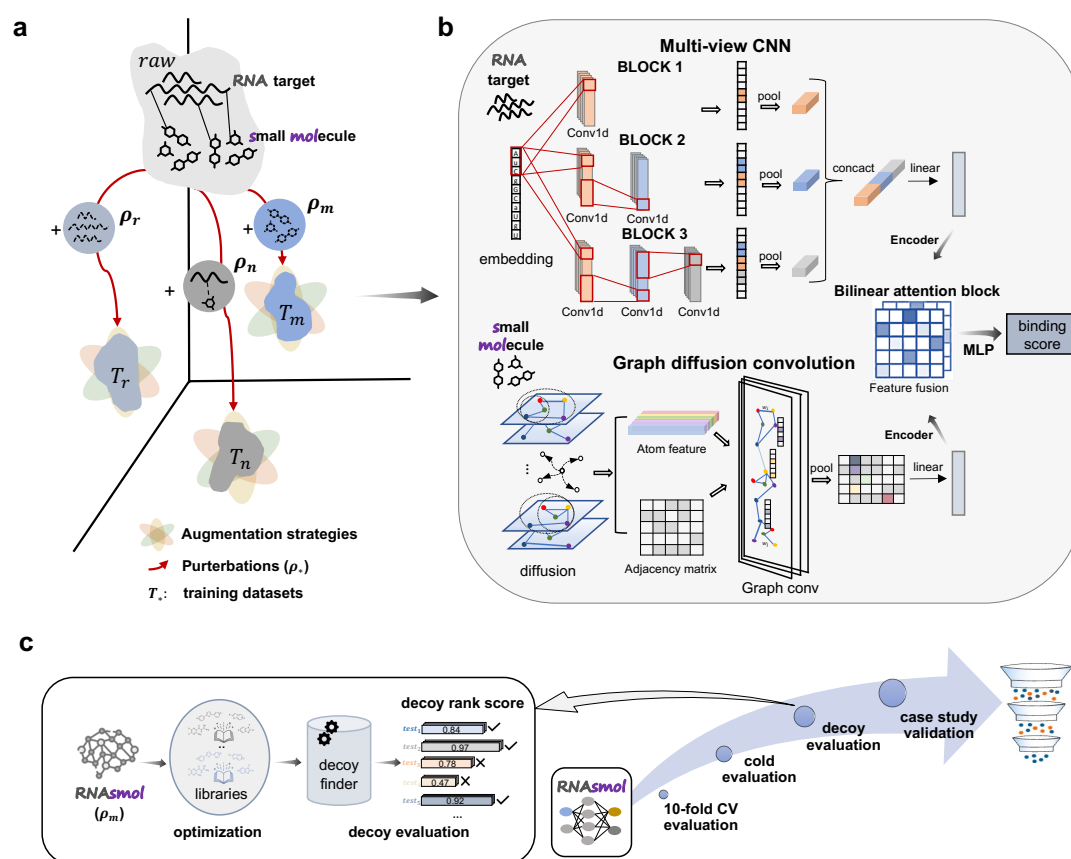 a
raw
RNA target
small molecule
+ ρr
+ ρm
+ ρn
Tm
Tr
Tn
Augmentation strategies
Purterbations (ρ*)
T*: training datasets
b
Multi-view CNN
RNA
target
BLOCK 1
Conv1d
pool
BLOCK 2
Conv1d
Conv1d
pool
concact
linear
A
u
C
g
G
C
a
U
g
U
embedding
BLOCK 3
Conv1d
Conv1d
Conv1d
pool
Encoder
Bilinear attention block
Feature fusion
MLP
binding
score
small
molecule
Graph diffusion convolution
...
diffusion
Atom feature
Adjacency matrix
wi
wj
Graph conv
pool
linear
Encoder
c
RNAsmol
(ρm)
..
libraries
optimization
decoy
finder
decoy rank score
test1 0.84
test2 0.97
0.78
0.47
0.92
...
decoy evaluation
RNAsmol
10-fold CV
evaluation
cold
evaluation
decoy
evaluation
case study
validation